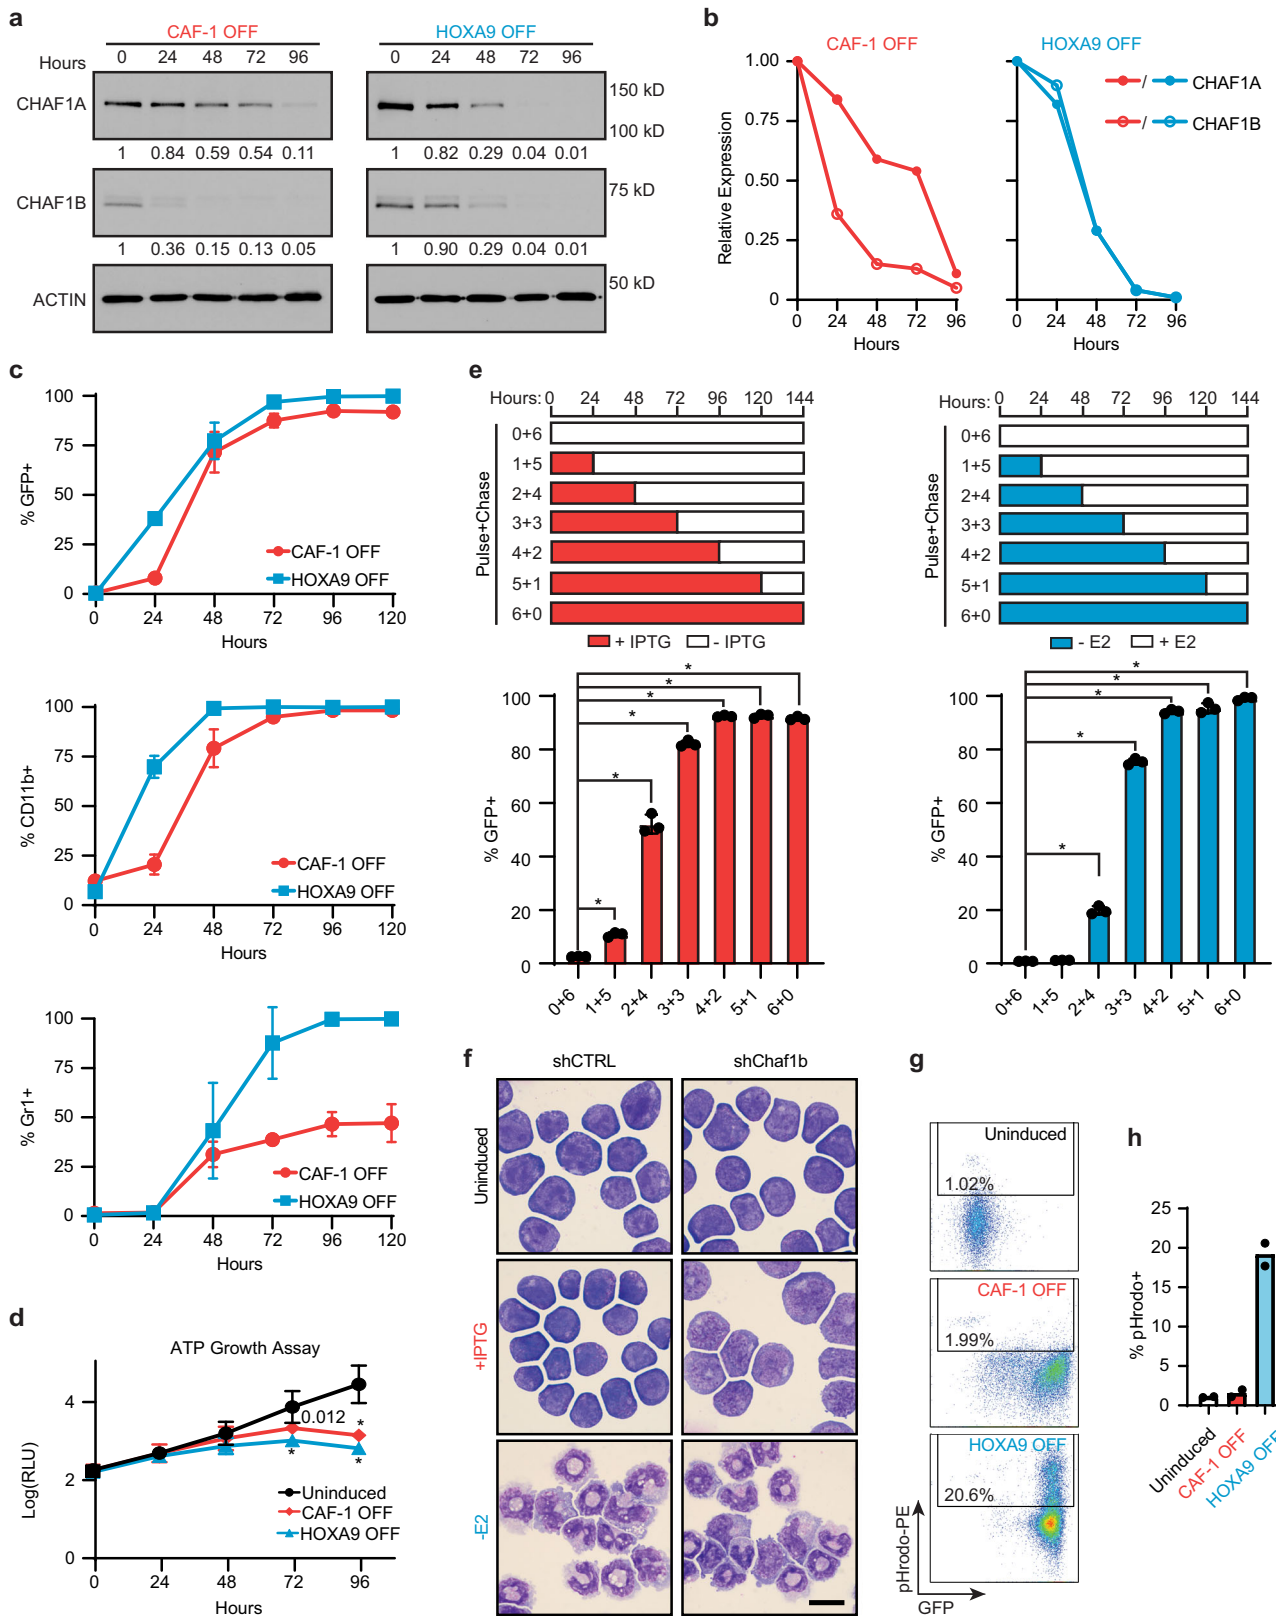 a
CAF-1 OFF
HOXA9 OFF
Hours
0 24 48 72 96
0 24 48 72 96
CHAF1A
150 kD
100 kD
1 0.84 0.59 0.54 0.11
1 0.82 0.29 0.04 0.01
CHAF1B
75 kD
1 0.36 0.15 0.13 0.05
1 0.90 0.29 0.04 0.01
ACTIN
50 kD
b
CAF-1 OFF
HOXA9 OFF
Relative Expression
1.00
0.75
0.50
0.25
0
0 24 48 72 96
Hours
0 24 48 72 96
Hours
/ CHAF1A
/ CHAF1B
c
% GFP+
100
75
50
25
0
0 24 48 72 96 120
Hours
CAF-1 OFF
HOXA9 OFF
% CD11b+
100
75
50
25
0
0 24 48 72 96 120
Hours
CAF-1 OFF
HOXA9 OFF
% Gr1+
100
75
50
25
0
0 24 48 72 96 120
Hours
CAF-1 OFF
HOXA9 OFF
d
ATP Growth Assay
Log(RLU)
4
2
0
0.012
*
*
*
Uninduced
CAF-1 OFF
HOXA9 OFF
0 24 48 72 96
Hours
e
Hours: 0 24 48 72 96 120 144
Pulse+Chase
0+6
1+5
2+4
3+3
4+2
5+1
6+0
+ IPTG - IPTG
Hours: 0 24 48 72 96 120 144
Pulse+Chase
0+6
1+5
2+4
3+3
4+2
5+1
6+0
- E2 + E2
% GFP+
100
80
60
40
20
0
*
*
*
*
*
*
0+6 1+5 2+4 3+3 4+2 5+1 6+0
% GFP+
100
80
60
40
20
0
*
*
*
*
*
0+6 1+5 2+4 3+3 4+2 5+1 6+0
f
shCTRL
shChaf1b
Uninduced
+IPTG
-E2
g
Uninduced
1.02%
CAF-1 OFF
1.99%
HOXA9 OFF
20.6%
pHrodo-PE
GFP
h
% pHrodo+
25
20
15
10
5
0
Uninduced
CAF-1 OFF
HOXA9 OFF